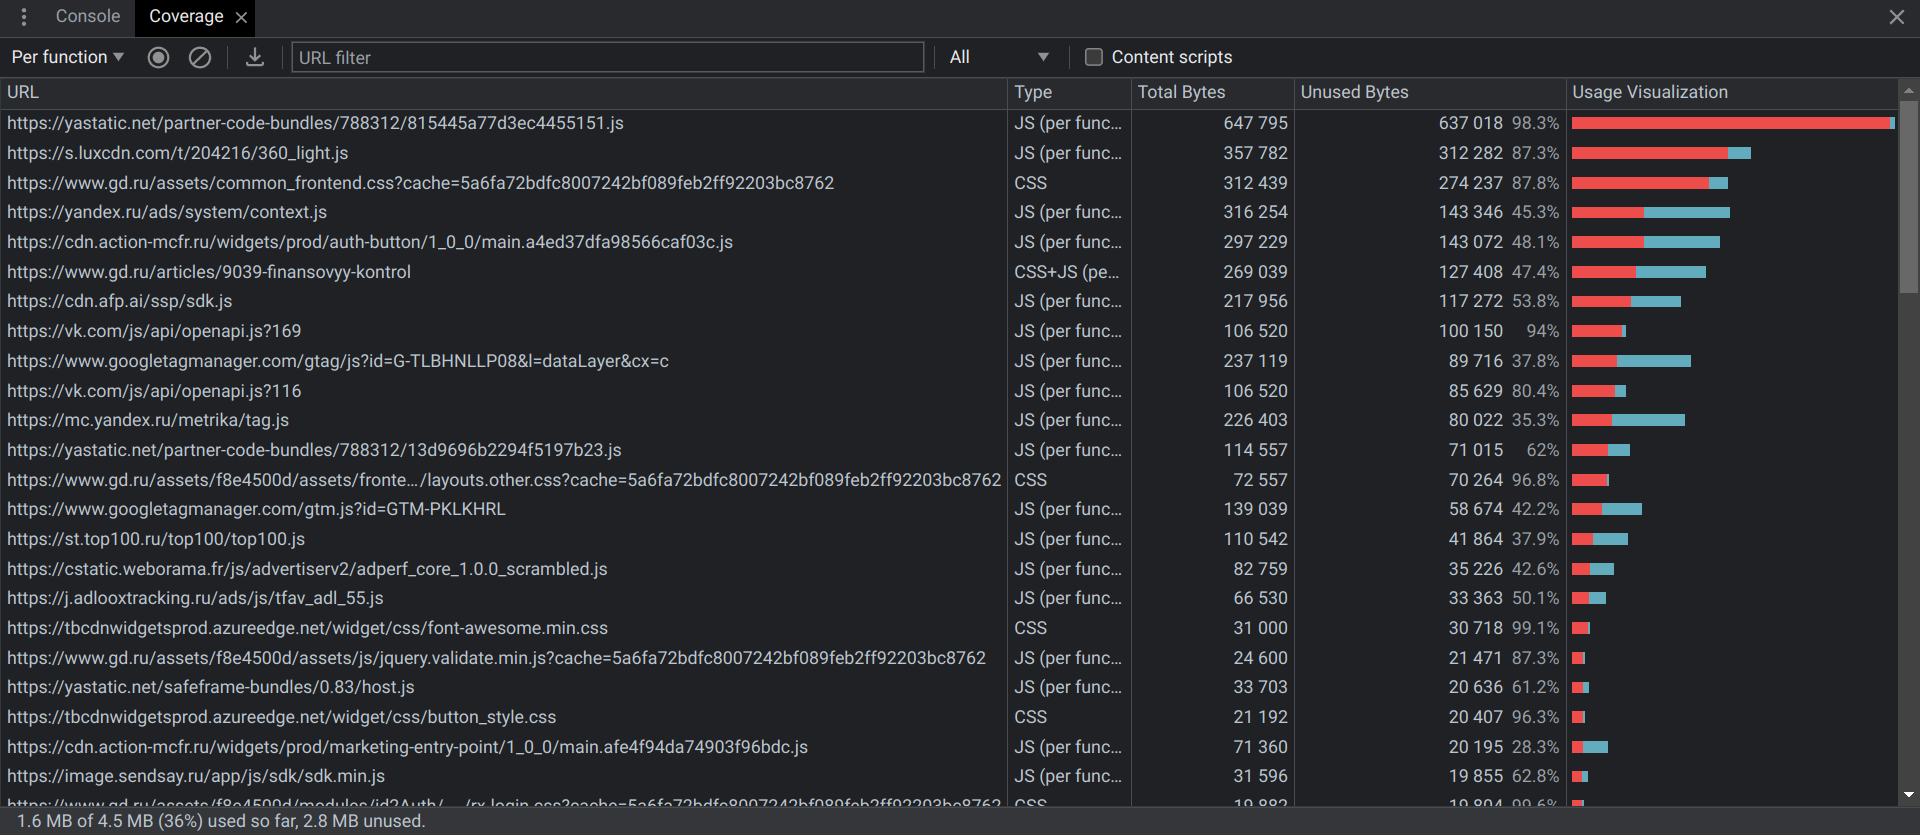 Console Coverage
Per function URL filter All Content scripts
URL Type Total Bytes Unused Bytes Usage Visualization
https://yastatic.net/partner-code-bundles/788312/815445a77d3ec4455151.js JS (per func… 647 795 637 018 98.3%
https://s.luxcdn.com/t/204216/360_light.js JS (per func… 357 782 312 282 87.3%
https://www.gd.ru/assets/common_frontend.css?cache=5a6fa72bdfc8007242bf089feb2ff92203bc8762 CSS 312 439 274 237 87.8%
https://yandex.ru/ads/system/context.js JS (per func… 316 254 143 346 45.3%
https://cdn.action-mcfr.ru/widgets/prod/auth-button/1_0_0/main.a4ed37dfa98566caf03c.js JS (per func… 297 229 143 072 48.1%
https://www.gd.ru/articles/9039-finansovyy-kontrol CSS+JS (pe… 269 039 127 408 47.4%
https://cdn.afp.ai/ssp/sdk.js JS (per func… 217 956 117 272 53.8%
https://vk.com/js/api/openapi.js?169 JS (per func… 106 520 100 150 94%
https://www.googletagmanager.com/gtag/js?id=G-TLBHNLLP08&l=dataLayer&cx=c JS (per func… 237 119 89 716 37.8%
https://vk.com/js/api/openapi.js?116 JS (per func… 106 520 85 629 80.4%
https://mc.yandex.ru/metrika/tag.js JS (per func… 226 403 80 022 35.3%
https://yastatic.net/partner-code-bundles/788312/13d9696b2294f5197b23.js JS (per func… 114 557 71 015 62%
https://www.gd.ru/assets/f8e4500d/assets/fronte…/layouts.other.css?cache=5a6fa72bdfc8007242bf089feb2ff92203bc8762 CSS 72 557 70 264 96.8%
https://www.googletagmanager.com/gtm.js?id=GTM-PKLKHRL JS (per func… 139 039 58 674 42.2%
https://st.top100.ru/top100/top100.js JS (per func… 110 542 41 864 37.9%
https://cstatic.weborama.fr/js/advertiserv2/adperf_core_1.0.0_scrambled.js JS (per func… 82 759 35 226 42.6%
https://j.adlooxtracking.ru/ads/js/tfav_adl_55.js JS (per func… 66 530 33 363 50.1%
https://tbcdnwidgetsprod.azureedge.net/widget/css/font-awesome.min.css CSS 31 000 30 718 99.1%
https://www.gd.ru/assets/f8e4500d/assets/js/jquery.validate.min.js?cache=5a6fa72bdfc8007242bf089feb2ff92203bc8762 JS (per func… 24 600 21 471 87.3%
https://yastatic.net/safeframe-bundles/0.83/host.js JS (per func… 33 703 20 636 61.2%
https://tbcdnwidgetsprod.azureedge.net/widget/css/button_style.css CSS 21 192 20 407 96.3%
https://cdn.action-mcfr.ru/widgets/prod/marketing-entry-point/1_0_0/main.afe4f94da74903f96bdc.js JS (per func… 71 360 20 195 28.3%
https://image.sendsay.ru/app/js/sdk/sdk.min.js JS (per func… 31 596 19 855 62.8%
https://www.gd.ru/assets/f8e4500d/modules/id2Auth/…/rx.login.css?cache=5a6fa72bdfc8007242bf089feb2ff92203bc8762 CSS 19 882 19 804 99.6%
1.6 MB of 4.5 MB (36%) used so far, 2.8 MB unused.